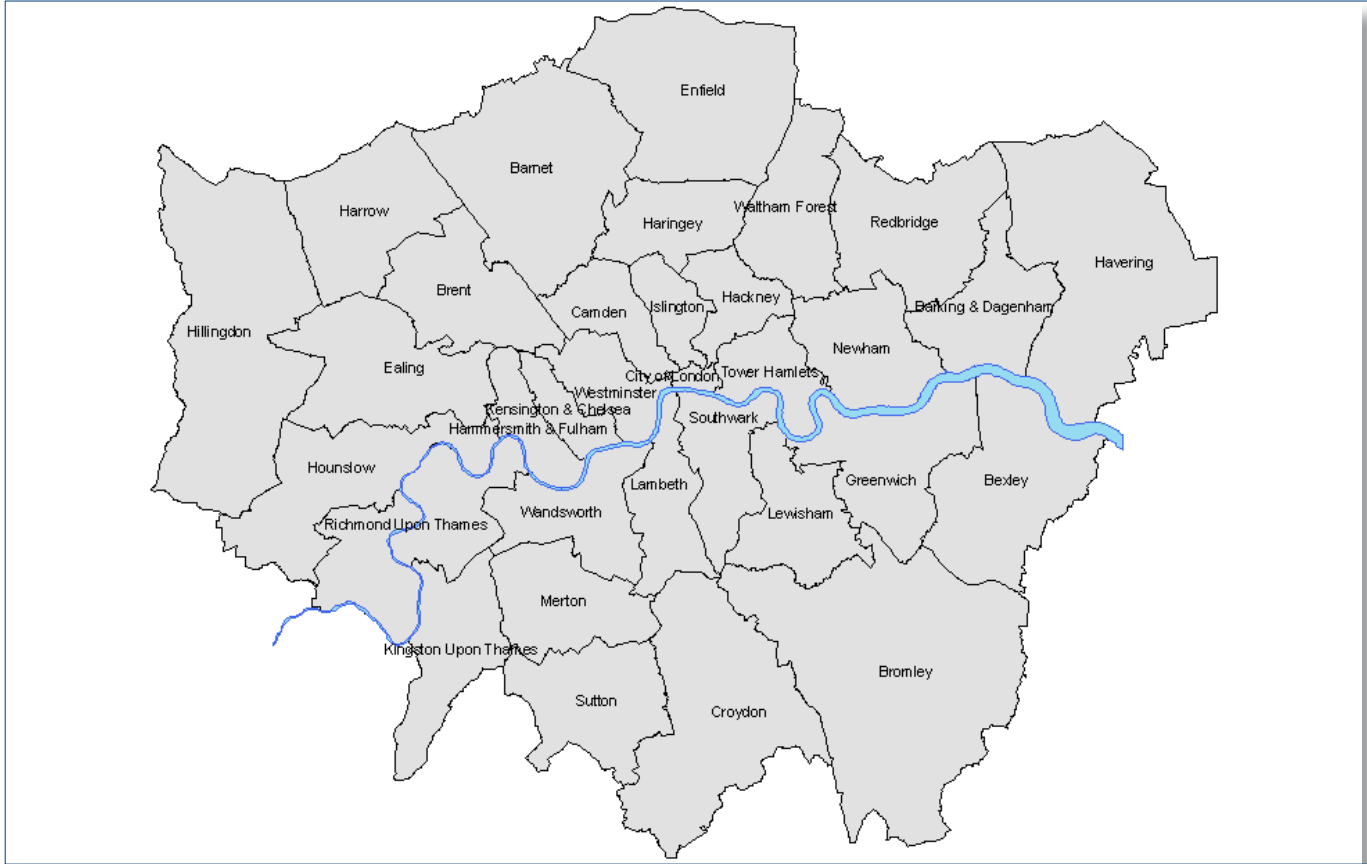 Enfield
Barnet
Harrow
Haringey
Waltham Forest
Redbridge
Havering
Brent
Hackney
Islington
Camden
Barking & Dagenham
Hillingdon
Newham
Ealing
Tower Hamlets
City of London
Westminster
Kensington & Chelsea
Southwark
Hammersmith & Fulham
Hounslow
Greenwich
Bexley
Lambeth
Wandsworth
Lewisham
Richmond Upon Thames
Merton
Kingston Upon Thames
Bromley
Sutton
Croydon